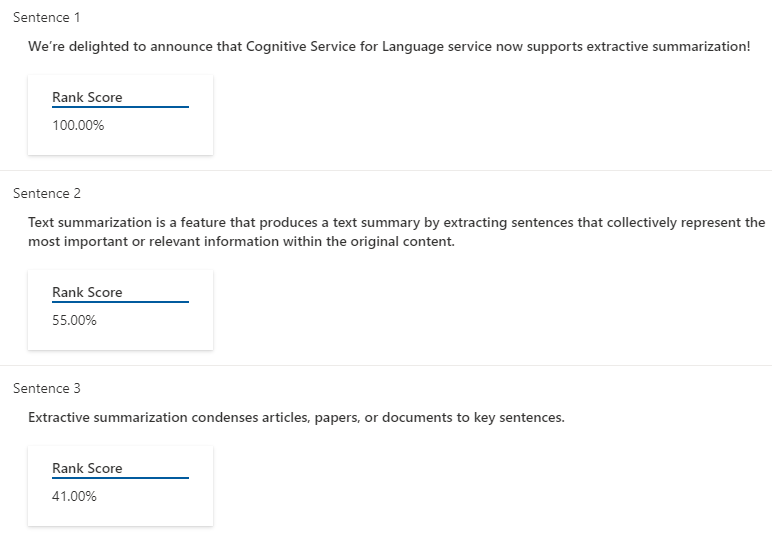 Sentence 1
We’re delighted to announce that Cognitive Service for Language service now supports extractive summarization!
Rank Score
100.00%
Sentence 2
Text summarization is a feature that produces a text summary by extracting sentences that collectively represent the
most important or relevant information within the original content.
Rank Score
55.00%
Sentence 3
Extractive summarization condenses articles, papers, or documents to key sentences.
Rank Score
41.00%